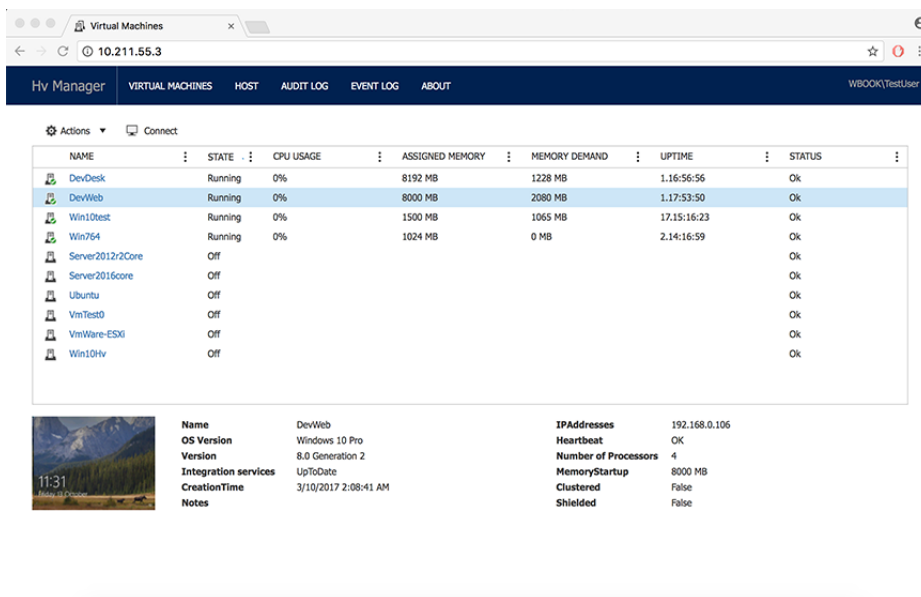 Virtual Machines
10.211.55.3
Hv Manager VIRTUAL MACHINES HOST AUDIT LOG EVENT LOG ABOUT WBOOK\TestUser
Actions Connect
NAME STATE CPU USAGE ASSIGNED MEMORY MEMORY DEMAND UPTIME STATUS
DevDesk Running 0% 8192 MB 1228 MB 1.16:56:56 Ok
DevWeb Running 0% 8000 MB 2080 MB 1.17:53:50 Ok
Win10test Running 0% 1500 MB 1065 MB 17.15:16:23 Ok
Win764 Running 0% 1024 MB 0 MB 2.14:16:59 Ok
Server2012r2Core Off Ok
Server2016core Off Ok
Ubuntu Off Ok
VmTest0 Off Ok
VmWare-ESXi Off Ok
Win10Hv Off Ok
Name DevWeb IPAddresses 192.168.0.106
OS Version Windows 10 Pro Heartbeat OK
Version 8.0 Generation 2 Number of Processors 4
Integration services UpToDate MemoryStartup 8000 MB
CreationTime 3/10/2017 2:08:41 AM Clustered False
Notes Shielded False
11:31